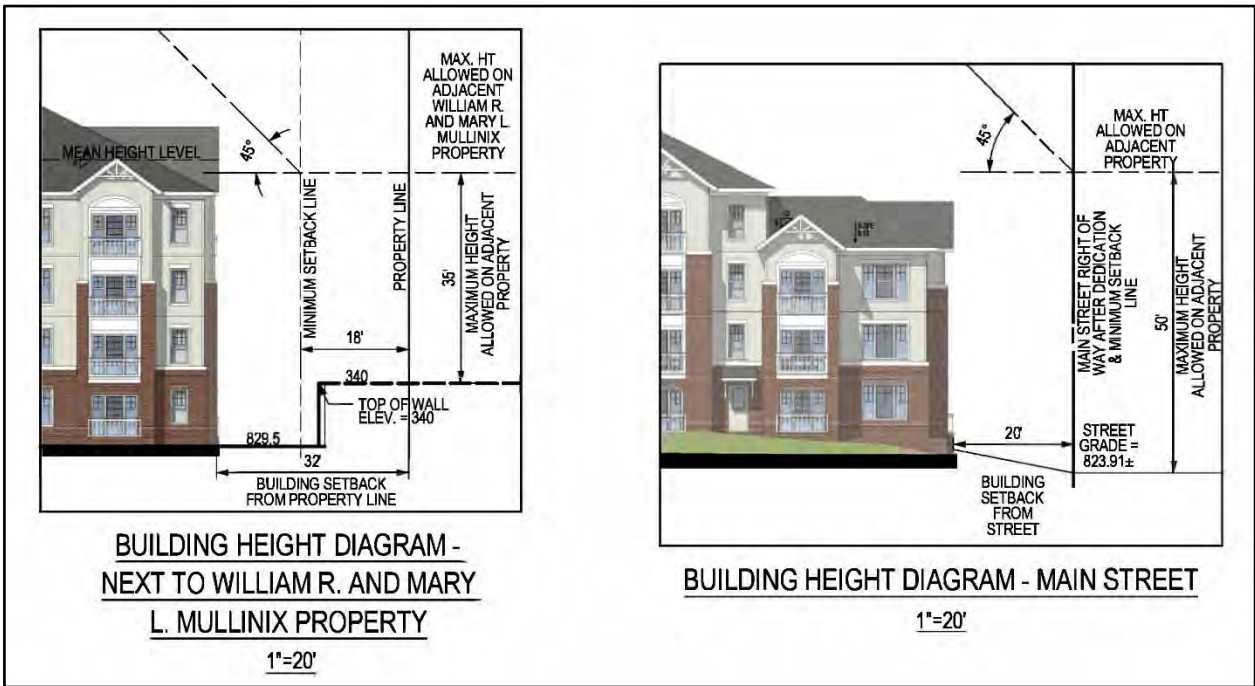 MAX. HT
ALLOWED ON
ADJACENT
WILLIAM R.
AND MARY L.
MULLINIX
PROPERTY
MEAN HEIGHT LEVEL
45°
MINIMUM SETBACK LINE
PROPERTY LINE
35'
MAXIMUM HEIGHT
ALLOWED ON ADJACENT
PROPERTY
18'
340
TOP OF WALL
ELEV. = 340
829.5
32'
BUILDING SETBACK
FROM PROPERTY LINE
BUILDING HEIGHT DIAGRAM -
NEXT TO WILLIAM R. AND MARY
L. MULLINIX PROPERTY
1"=20'
45°
MAX. HT
ALLOWED ON
ADJACENT
PROPERTY
MAIN STREET RIGHT OF
WAY AFTER DEDICATION
& MINIMUM SETBACK
LINE
50'
MAXIMUM HEIGHT
ALLOWED ON ADJACENT
PROPERTY
20'
STREET
GRADE =
823.91±
BUILDING
SETBACK
FROM
STREET
BUILDING HEIGHT DIAGRAM - MAIN STREET
1"=20'